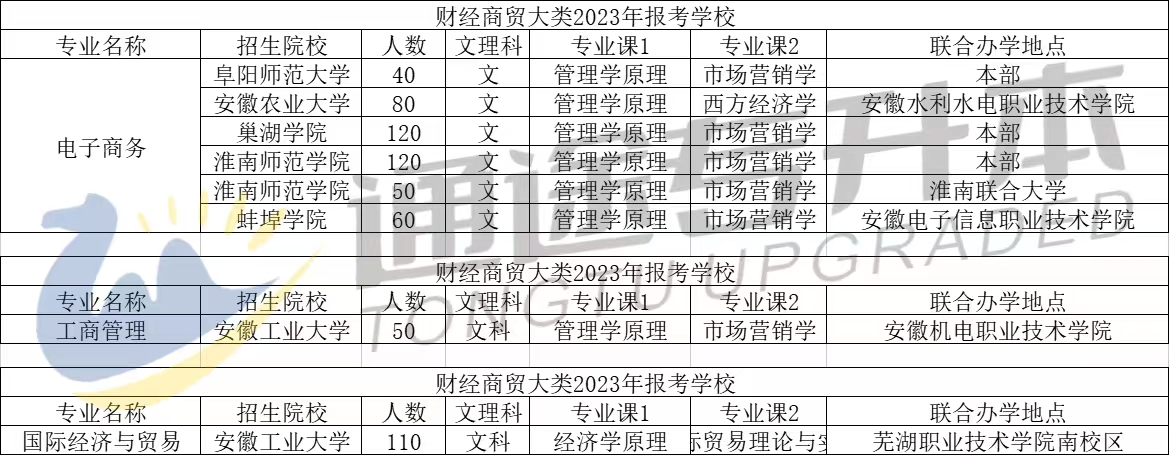 财经商贸大类2023年报考学校
专业名称 招生院校 人数 文理科 专业课1 专业课2 联合办学地点
电子商务 阜阳师范大学 40 文 管理学原理 市场营销学 本部
安徽农业大学 80 文 管理学原理 西方经济学 安徽水利水电职业技术学院
巢湖学院 120 文 管理学原理 市场营销学 本部
淮南师范学院 120 文 管理学原理 市场营销学 本部
淮南师范学院 50 文 管理学原理 市场营销学 淮南联合大学
蚌埠学院 60 文 管理学原理 市场营销学 安徽电子信息职业技术学院
财经商贸大类2023年报考学校
专业名称 招生院校 人数 文理科 专业课1 专业课2 联合办学地点
工商管理 安徽工业大学 50 文科 管理学原理 市场营销学 安徽机电职业技术学院
财经商贸大类2023年报考学校
专业名称 招生院校 人数 文理科 专业课1 专业课2 联合办学地点
国际经济与贸易 安徽工业大学 110 文科 经济学原理 际贸易理论与实 芜湖职业技术学院南校区
通途专升本
TONGTU UPGRADED